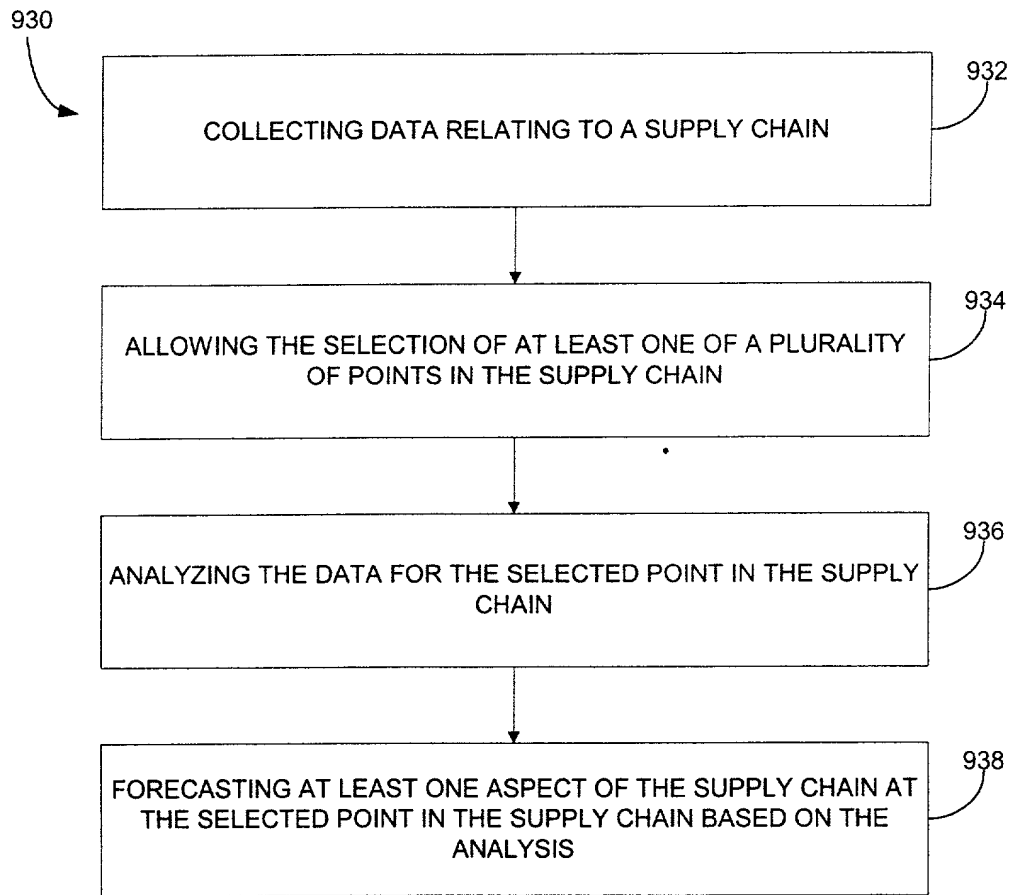 930
932
COLLECTING DATA RELATING TO A SUPPLY CHAIN
934
ALLOWING THE SELECTION OF AT LEAST ONE OF A PLURALITY
OF POINTS IN THE SUPPLY CHAIN
936
ANALYZING THE DATA FOR THE SELECTED POINT IN THE SUPPLY
CHAIN
938
FORECASTING AT LEAST ONE ASPECT OF THE SUPPLY CHAIN AT
THE SELECTED POINT IN THE SUPPLY CHAIN BASED ON THE
ANALYSIS